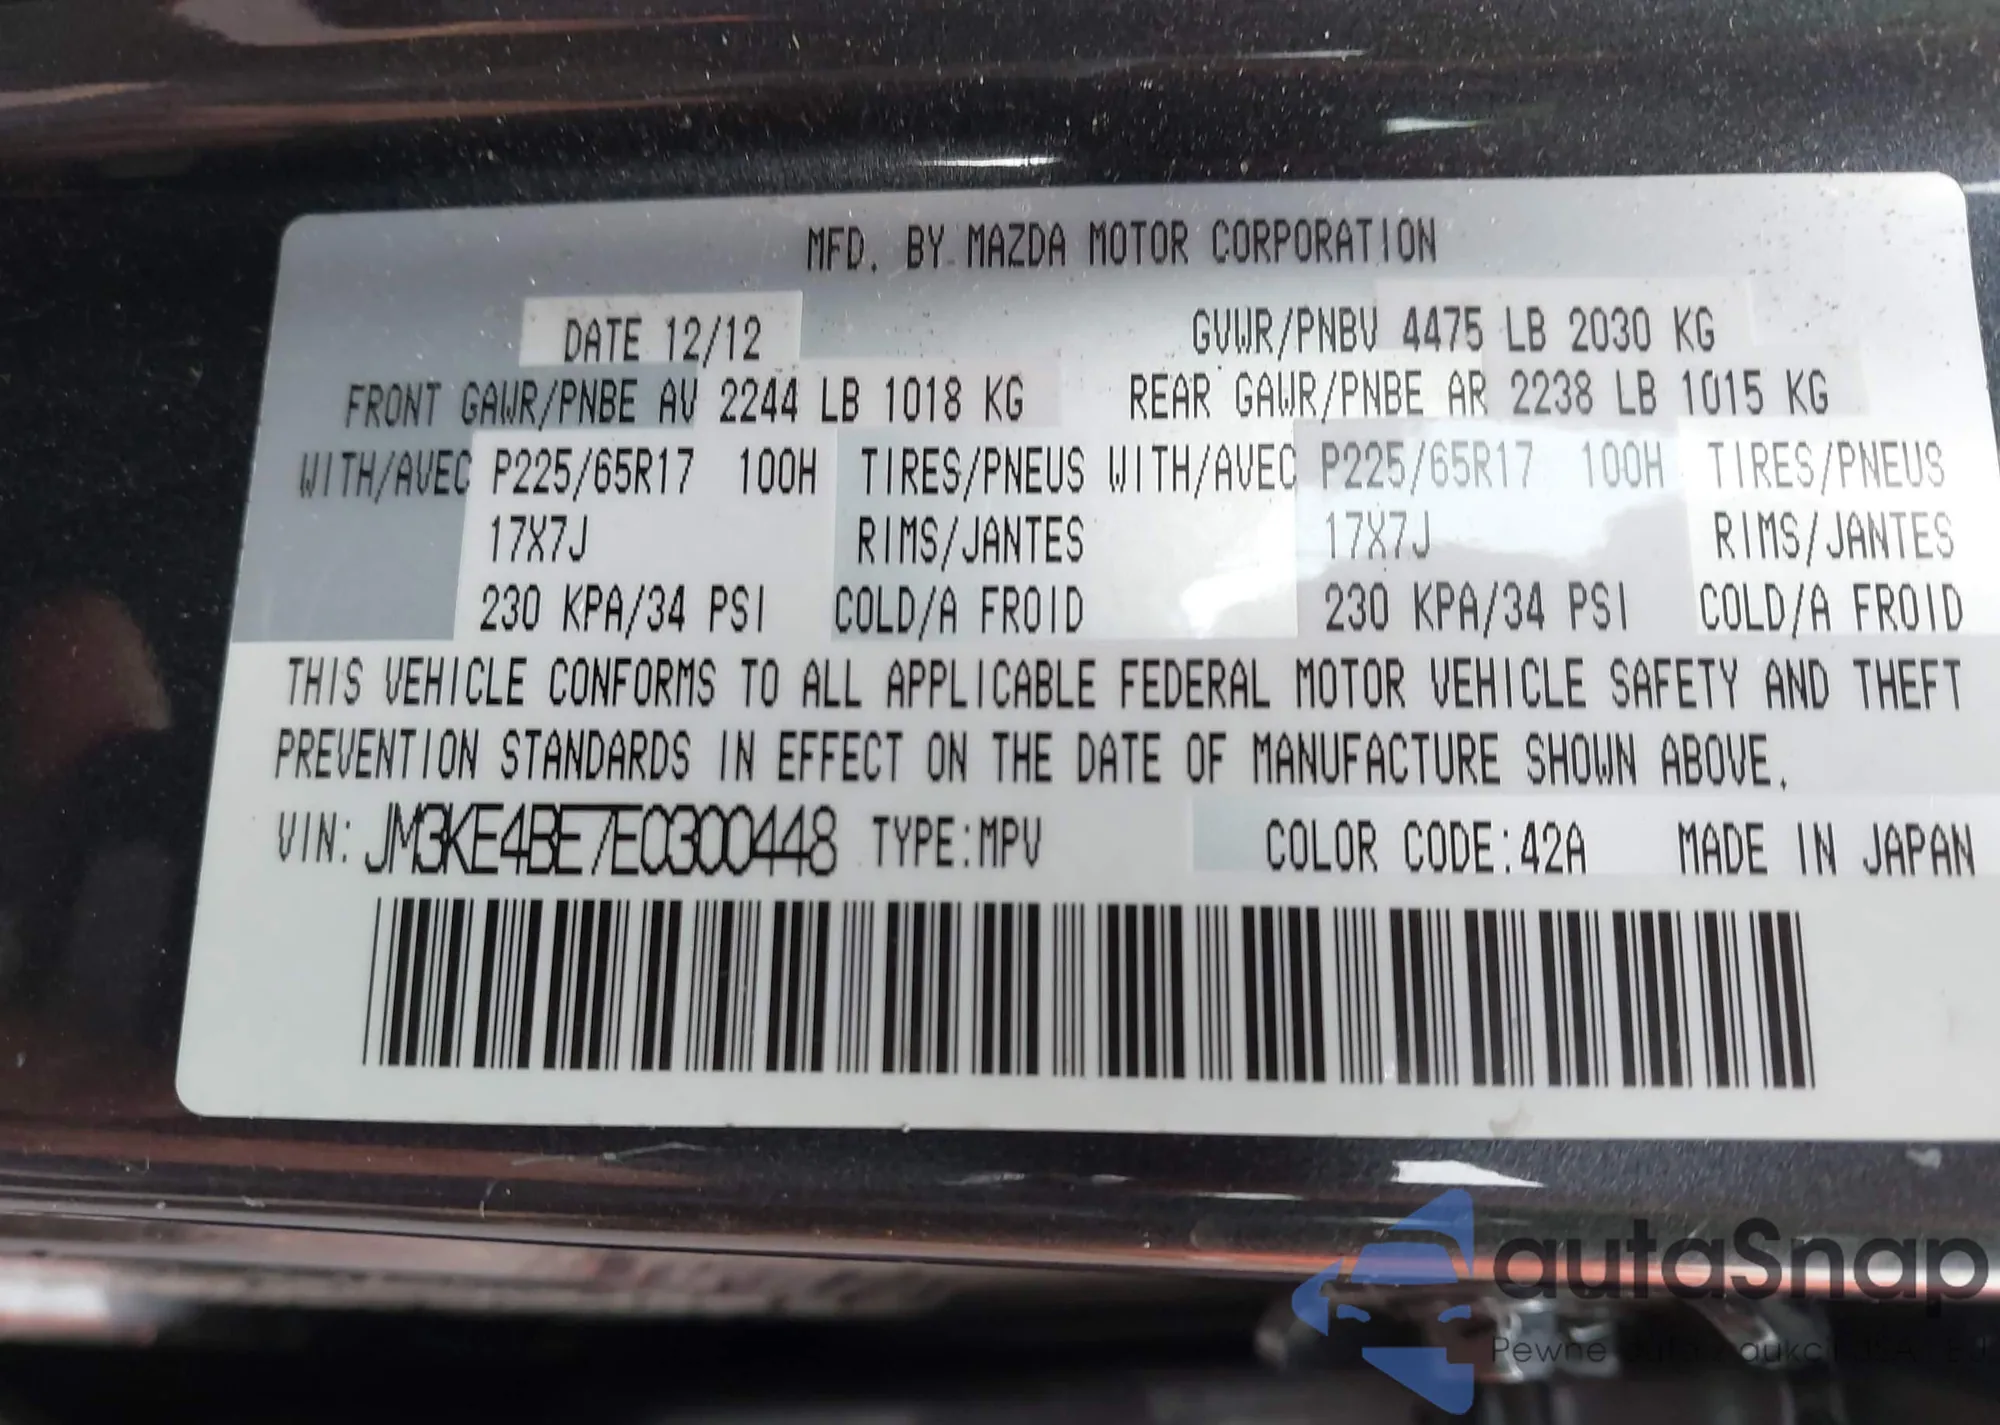 MFD. BY MAZDA MOTOR CORPORATION
DATE 12/12 GVWR/PNBV 4475 LB 2030 KG
FRONT GAWR/PNBE AV 2244 LB 1018 KG REAR GAWR/PNBE AR 2238 LB 1015 KG
WITH/AVEC P225/65R17 100H TIRES/PNEUS WITH/AVEC P225/65R17 100H TIRES/PNEUS
17X7J RIMS/JANTES 17X7J RIMS/JANTES
230 KPA/34 PSI COLD/A FROID 230 KPA/34 PSI COLD/A FROID
THIS VEHICLE CONFORMS TO ALL APPLICABLE FEDERAL MOTOR VEHICLE SAFETY AND THEFT
PREVENTION STANDARDS IN EFFECT ON THE DATE OF MANUFACTURE SHOWN ABOVE.
VIN: JM3KE4BE7E0300448 TYPE:MPV COLOR CODE:42A MADE IN JAPAN
autaSnap
Pewne auta z aukcji